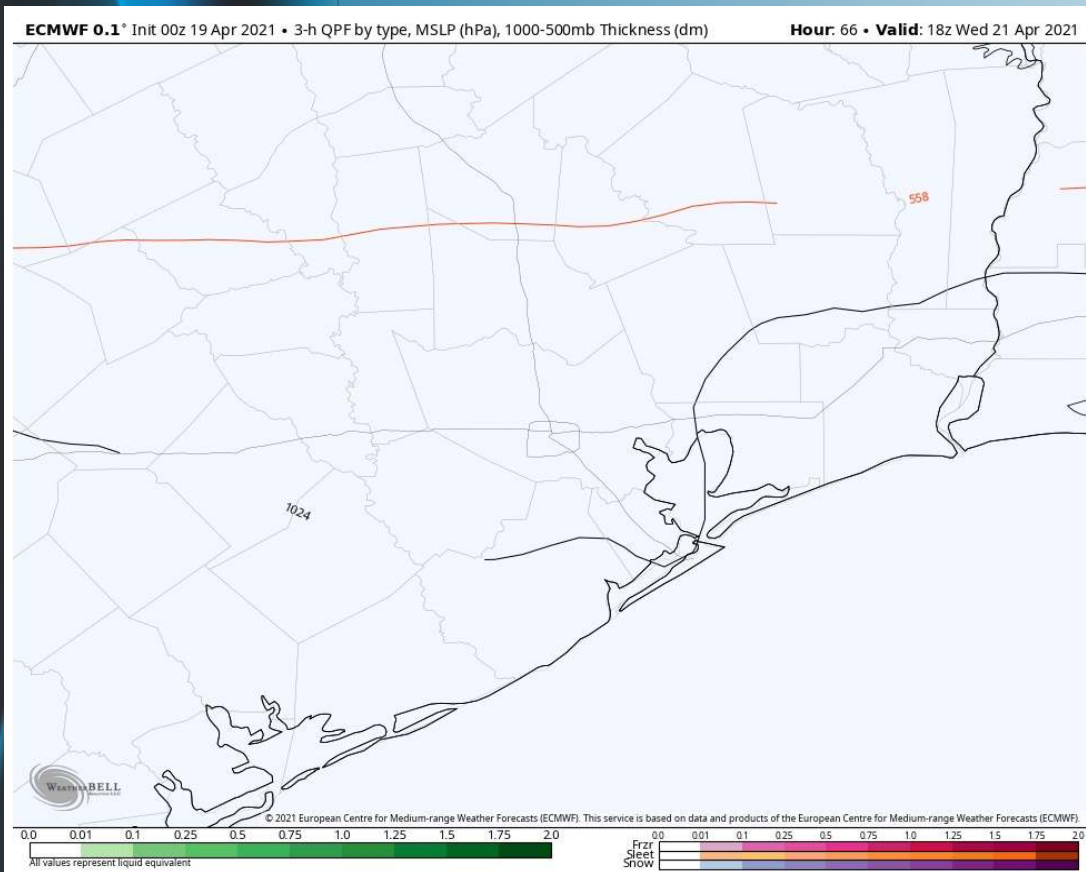 ECMWF 0.1° Init 00z 19 Apr 2021 • 3-h QPF by type, MSLP (hPa), 1000-500mb Thickness (dm) Hour: 66 • Valid: 18z Wed 21 Apr 2021
558
1024
WEATHERBELL
© 2021 European Centre for Medium-range Weather Forecasts (ECMWF). This service is based on data and products of the European Centre for Medium-range Weather Forecasts (ECMWF).
0.0 0.01 0.1 0.25 0.5 0.75 1.0 1.25 1.5 1.75 2.0
All values represent liquid equivalent
0.0 0.01 0.1 0.25 0.5 0.75 1.0 1.25 1.5 1.75 2.0
Frzr
Sleet
Snow